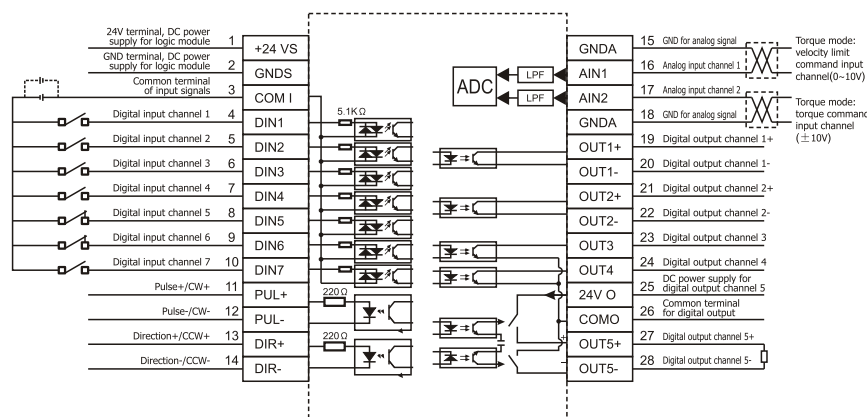 24V terminal, DC power
supply for logic module
1
+24 VS
GND terminal, DC power
supply for logic module
2
GNDS
Common terminal
of input signals
3
COM I
Digital input channel 1
4
DIN1
5.1KΩ
Digital input channel 2
5
DIN2
Digital input channel 3
6
DIN3
Digital input channel 4
7
DIN4
Digital input channel 5
8
DIN5
Digital input channel 6
9
DIN6
Digital input channel 7
10
DIN7
Pulse+/CW+
11
PUL+
220Ω
Pulse-/CW-
12
PUL-
Direction+/CCW+
13
DIR+
220Ω
Direction-/CCW-
14
DIR-
ADC
LPF
LPF
GNDA
15
GND for analog signal
AIN1
16
Analog input channel 1
Torque mode:
velocity limit
command input
channel(0~10V)
AIN2
17
Analog input channel 2
GNDA
18
GND for analog signal
Torque mode:
torque command
input channel
(±10V)
OUT1+
19
Digital output channel 1+
OUT1-
20
Digital output channel 1-
OUT2+
21
Digital output channel 2+
OUT2-
22
Digital output channel 2-
OUT3
23
Digital output channel 3
OUT4
24
Digital output channel 4
24V O
25
DC power supply for
digital output channel 5
COMO
26
Common terminal
for digital output
+
OUT5+
27
Digital output channel 5+
-
OUT5-
28
Digital output channel 5-